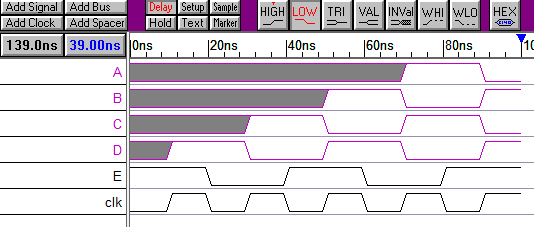 Add Signal Add Bus Delay Setup Sample HIGH LOW TRI VAL INVal WHI WLO HEX
Add Clock Add Spacer Hold Text Marker
139.0ns 39.00ns 0ns 20ns 40ns 60ns 80ns 10
A
B
C
D
E
clk